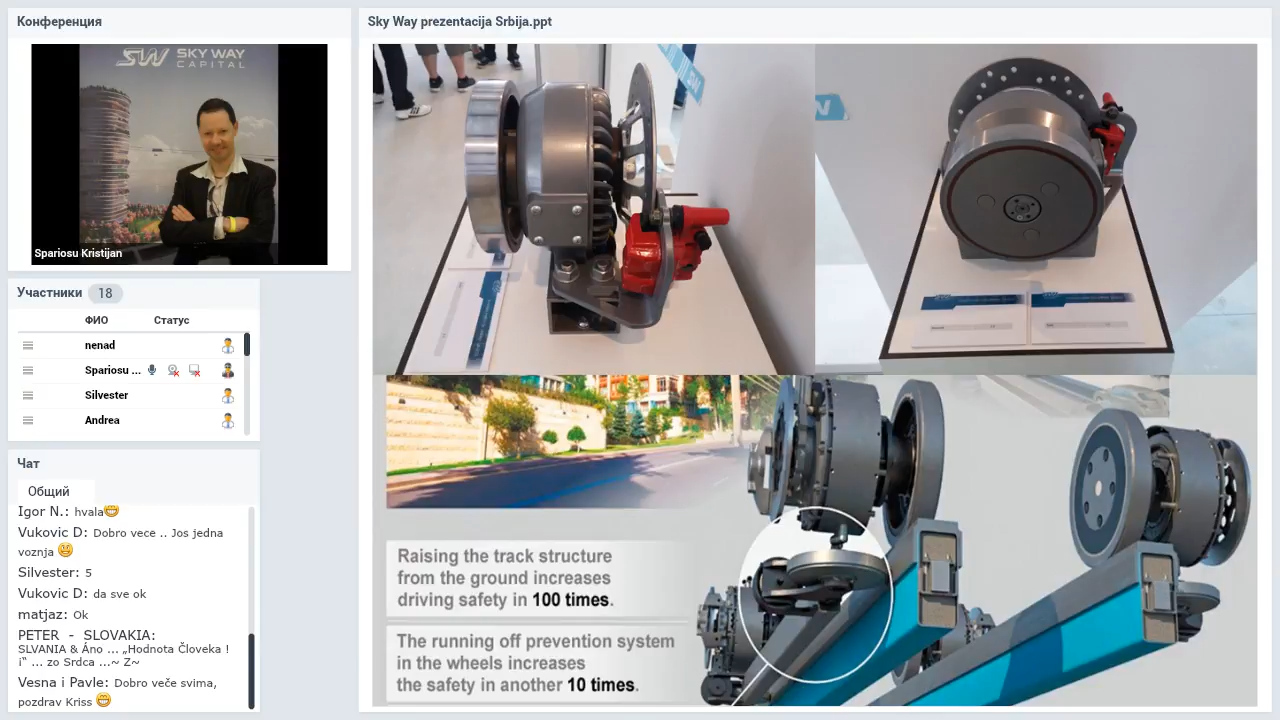 Конференция
SW SKY WAY
CAPITAL
Spariosu Kristijan
Участники 18
ФИО Статус
nenad
Spariosu ...
Silvester
Andrea
Чат
Общий
Igor N.: hvala
Vukovic D: Dobro vece .. Jos jedna
voznja
Silvester: 5
Vukovic D: da sve ok
matjaz: Ok
PETER - SLOVAKIA:
SLVANIA & Áno ... „Hodnota Človeka !
i“ ... zo Srdca ...~ Z~
Vesna i Pavle: Dobro veče svima,
pozdrav Kriss
Sky Way prezentacija Srbija.ppt
Raising the track structure
from the ground increases
driving safety in 100 times.
The running off prevention system
in the wheels increases
the safety in another 10 times.